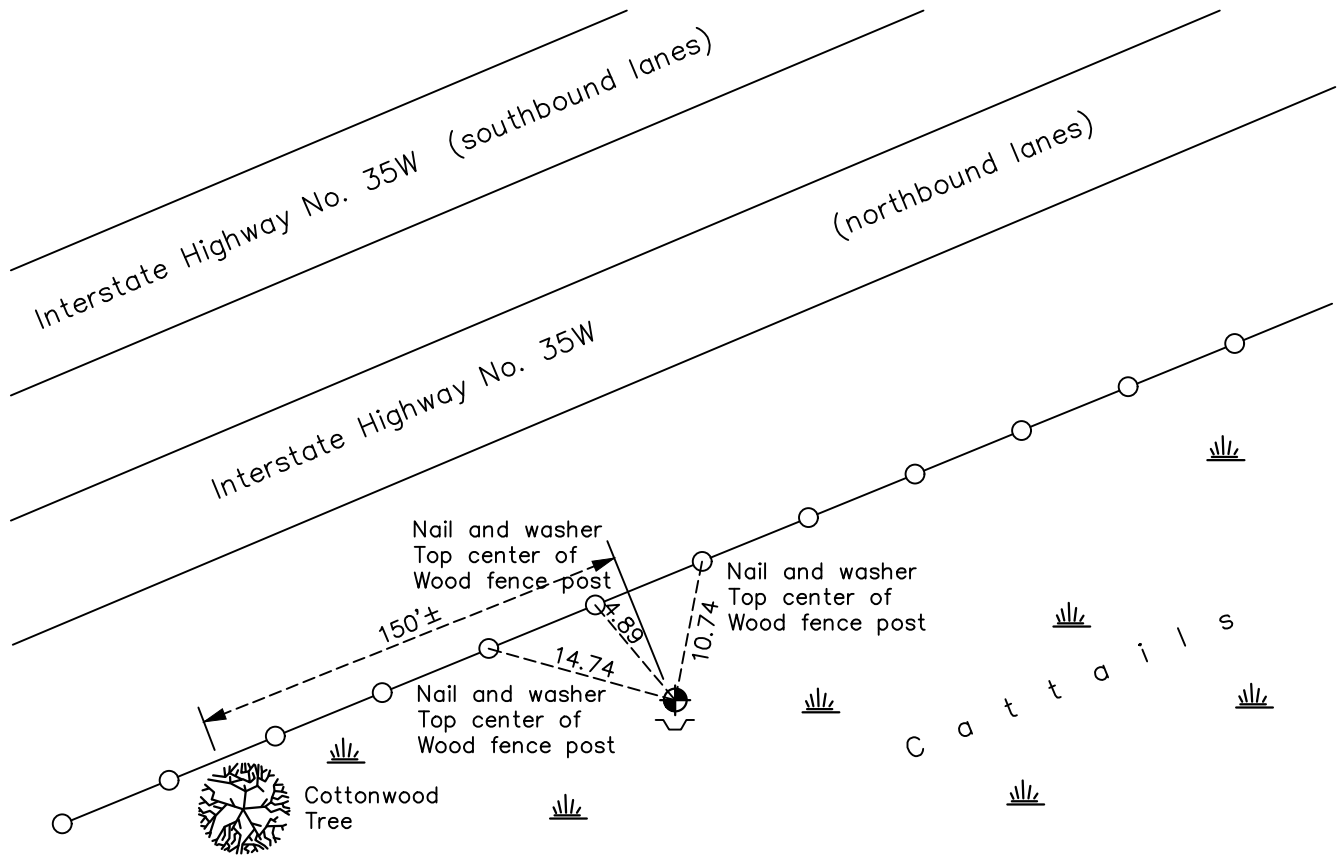 Interstate Highway No. 35W (southbound lanes)
(northbound lanes)
Interstate Highway No. 35W
Nail and washer
Top center of
Wood fence post
Nail and washer
Top center of
Wood fence post
150'±
4.89
10.74
14.74
Nail and washer
Top center of
Wood fence post
Cattails
Cottonwood
Tree